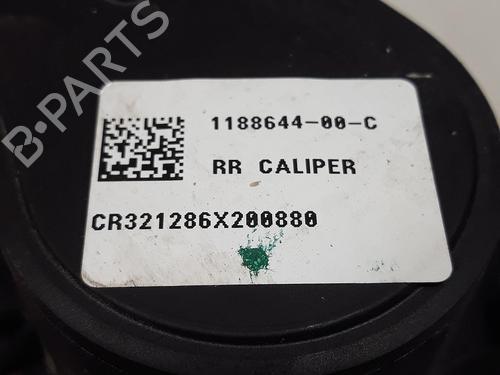 B-PARTS
1188644-00-C
RR CALIPER
CR321286X200880